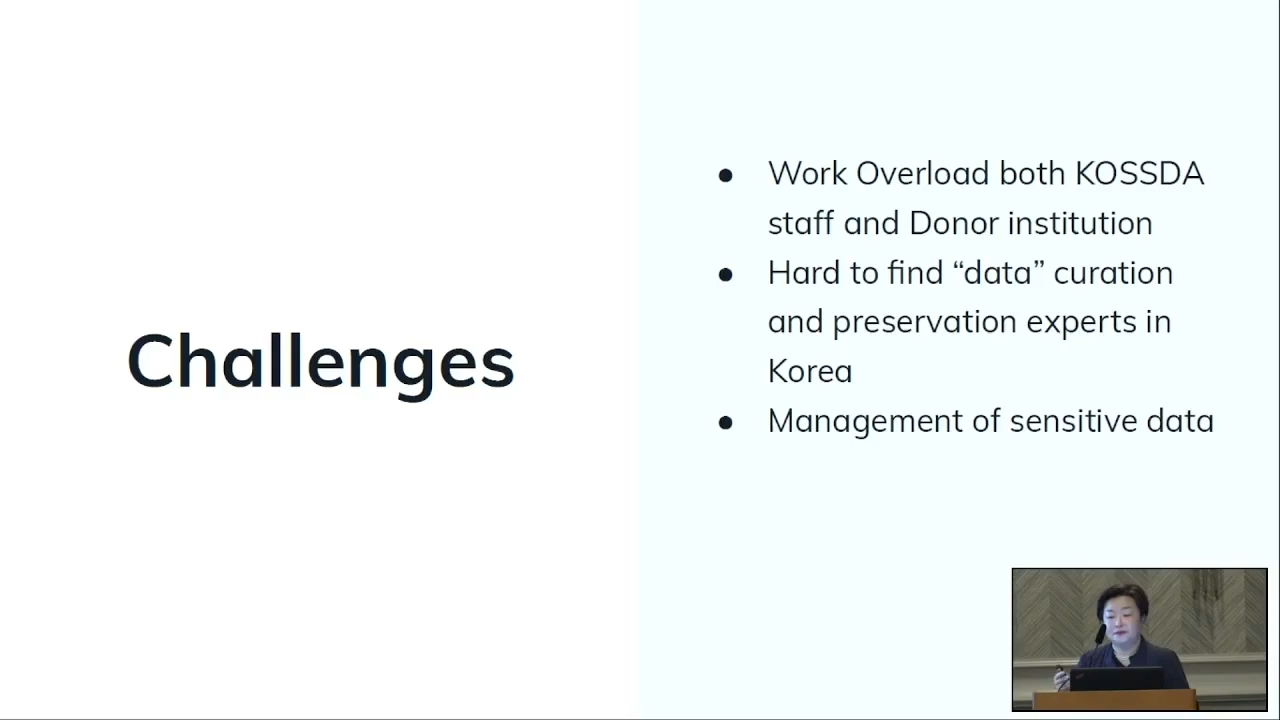 Challenges
● Work Overload both KOSSDA
staff and Donor institution
● Hard to find “data” curation
and preservation experts in
Korea
● Management of sensitive data